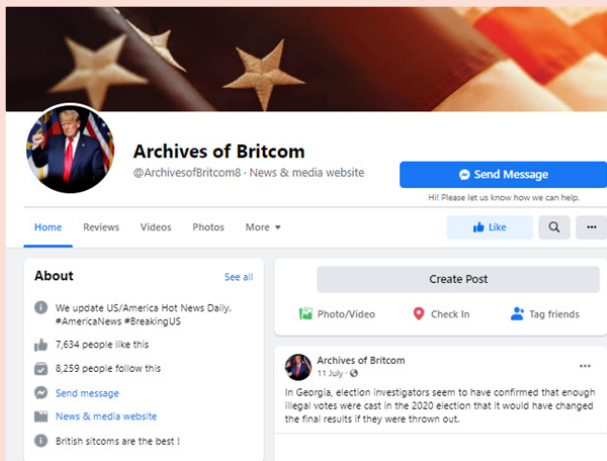 Archives of Britcom
@ArchivesofBritcom8 · News & media website
Send Message
Hi! Please let us know how we can help.
Home Reviews Videos Photos More
Like
About See all
We update US/America Hot News Daily.
#AmericaNews #BreakingUS
7,634 people like this
8,259 people follow this
Send message
News & media website
British sitcoms are the best !
Create Post
Photo/Video Check In Tag friends
Archives of Britcom
11 July ·
In Georgia, election investigators seem to have confirmed that enough
illegal votes were cast in the 2020 election that it would have changed
the final results if they were thrown out.